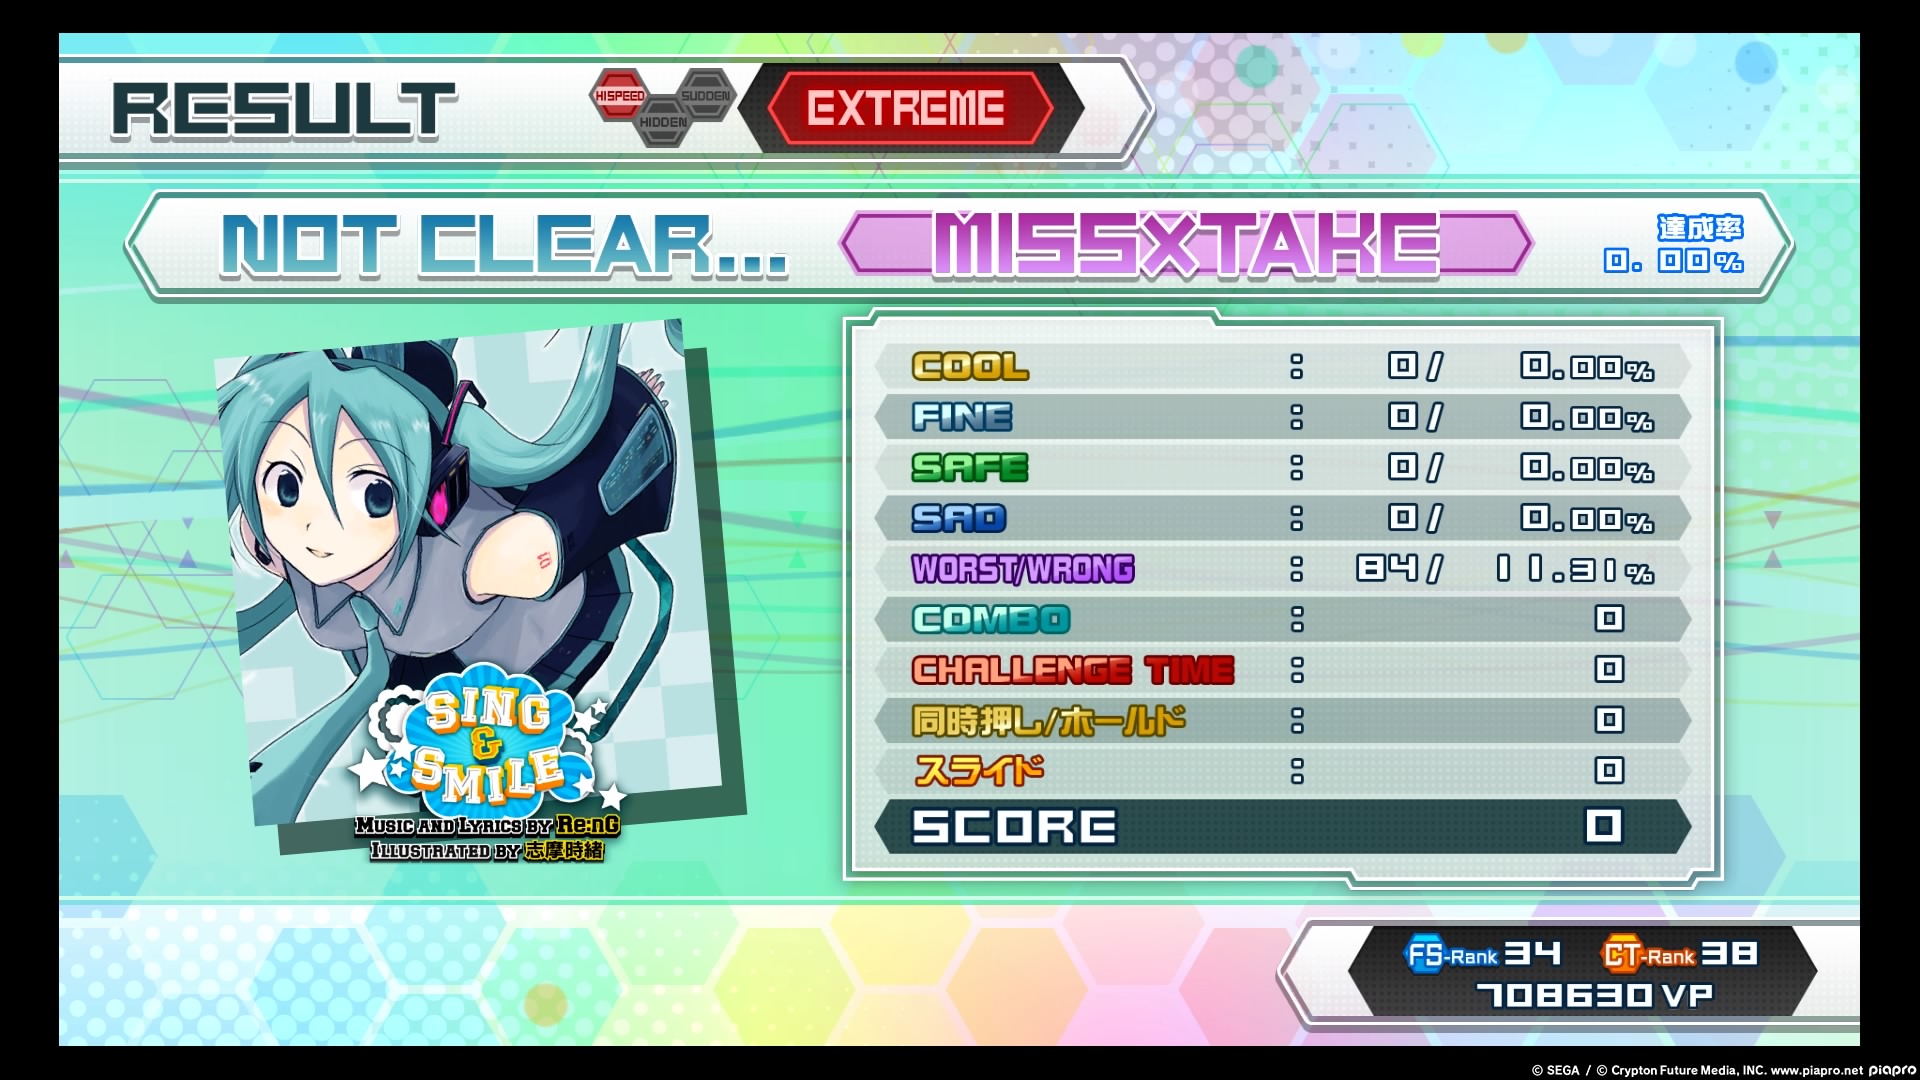 RESULT
HISPEED
HIDDEN
SUDDEN
EXTREME
NOT CLEAR...
MISS×TAKE
達成率
0.00%
COOL : 0/ 0.00%
FINE : 0/ 0.00%
SAFE : 0/ 0.00%
SAD : 0/ 0.00%
WORST/WRONG : 84/ 11.31%
COMBO : 0
CHALLENGE TIME : 0
同時押し/ホールド : 0
スライド : 0
SCORE 0
SING
&
SMILE
MUSIC AND LYRICS BY Re:nG
ILLUSTRATED BY 志摩時緒
FS-Rank 34 CT-Rank 38
708630 VP
© SEGA / © Crypton Future Media, INC. www.piapro.net piapro